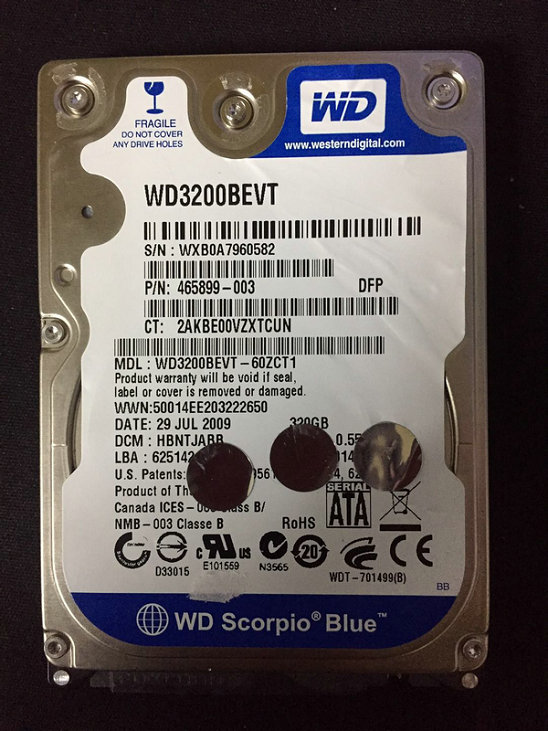 FRAGILE
DO NOT COVER
ANY DRIVE HOLES
WD
www.westerndigital.com
WD3200BEVT
S/N : WXB0A7960582
P/N: 465899-003 DFP
CT: 2AKBE00VZXTCUN
MDL : WD3200BEVT-60ZCT1
Product warranty will be void if seal,
label or cover is removed or damaged.
WWN:50014EE203222650
DATE: 29 JUL 2009 320GB
DCM : HBNTJABB
LBA :
U.S. Patents:
Product of
Canada ICES- Class B/
NMB-003 Classe B RoHS
SERIAL
ATA
D33015
c UL us
E101559
N3565
20
CE
WDT-701499(B)
BB
WD Scorpio® Blue™